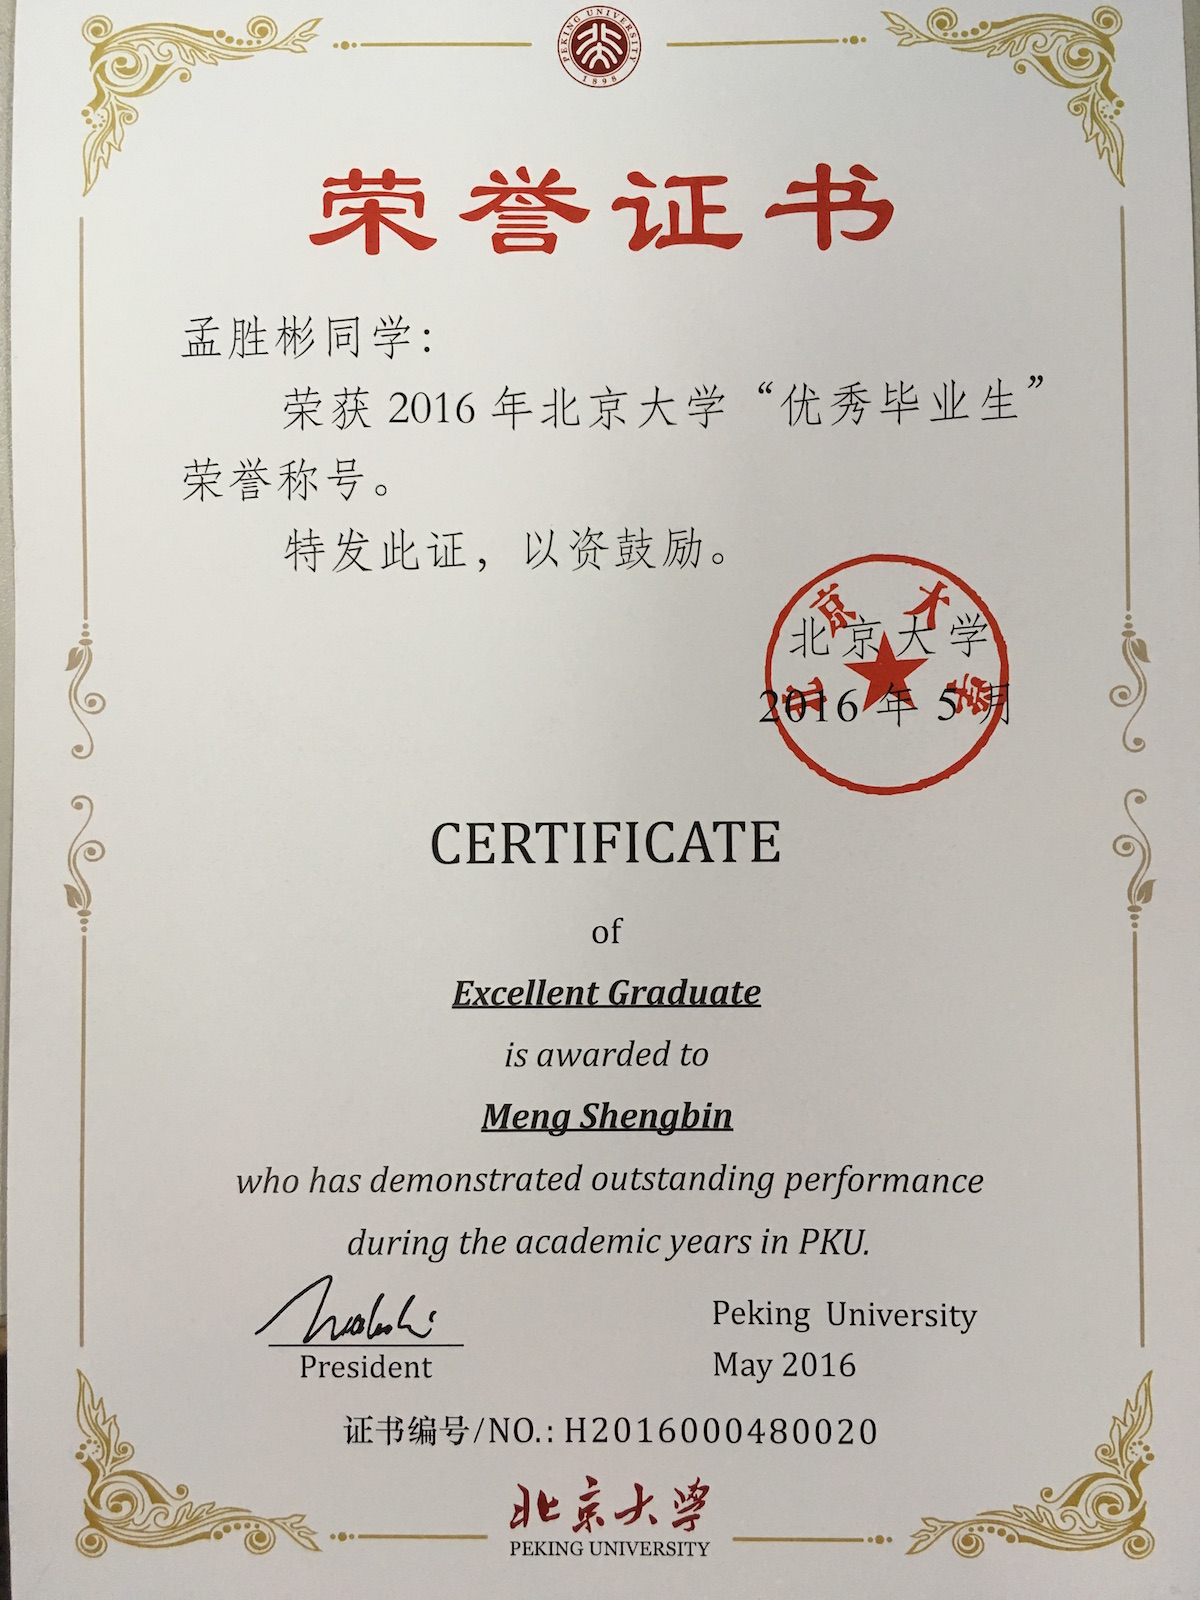 PEKING UNIVERSITY
1898
荣誉证书
孟胜彬同学：
荣获 2016 年北京大学“优秀毕业生”
荣誉称号。
特发此证，以资鼓励。
北京大学
北京大学
2016 年 5 月
CERTIFICATE
of
Excellent Graduate
is awarded to
Meng Shengbin
who has demonstrated outstanding performance
during the academic years in PKU.
President
Peking University
May 2016
证书编号/NO.: H2016000480020
北京大学
PEKING UNIVERSITY